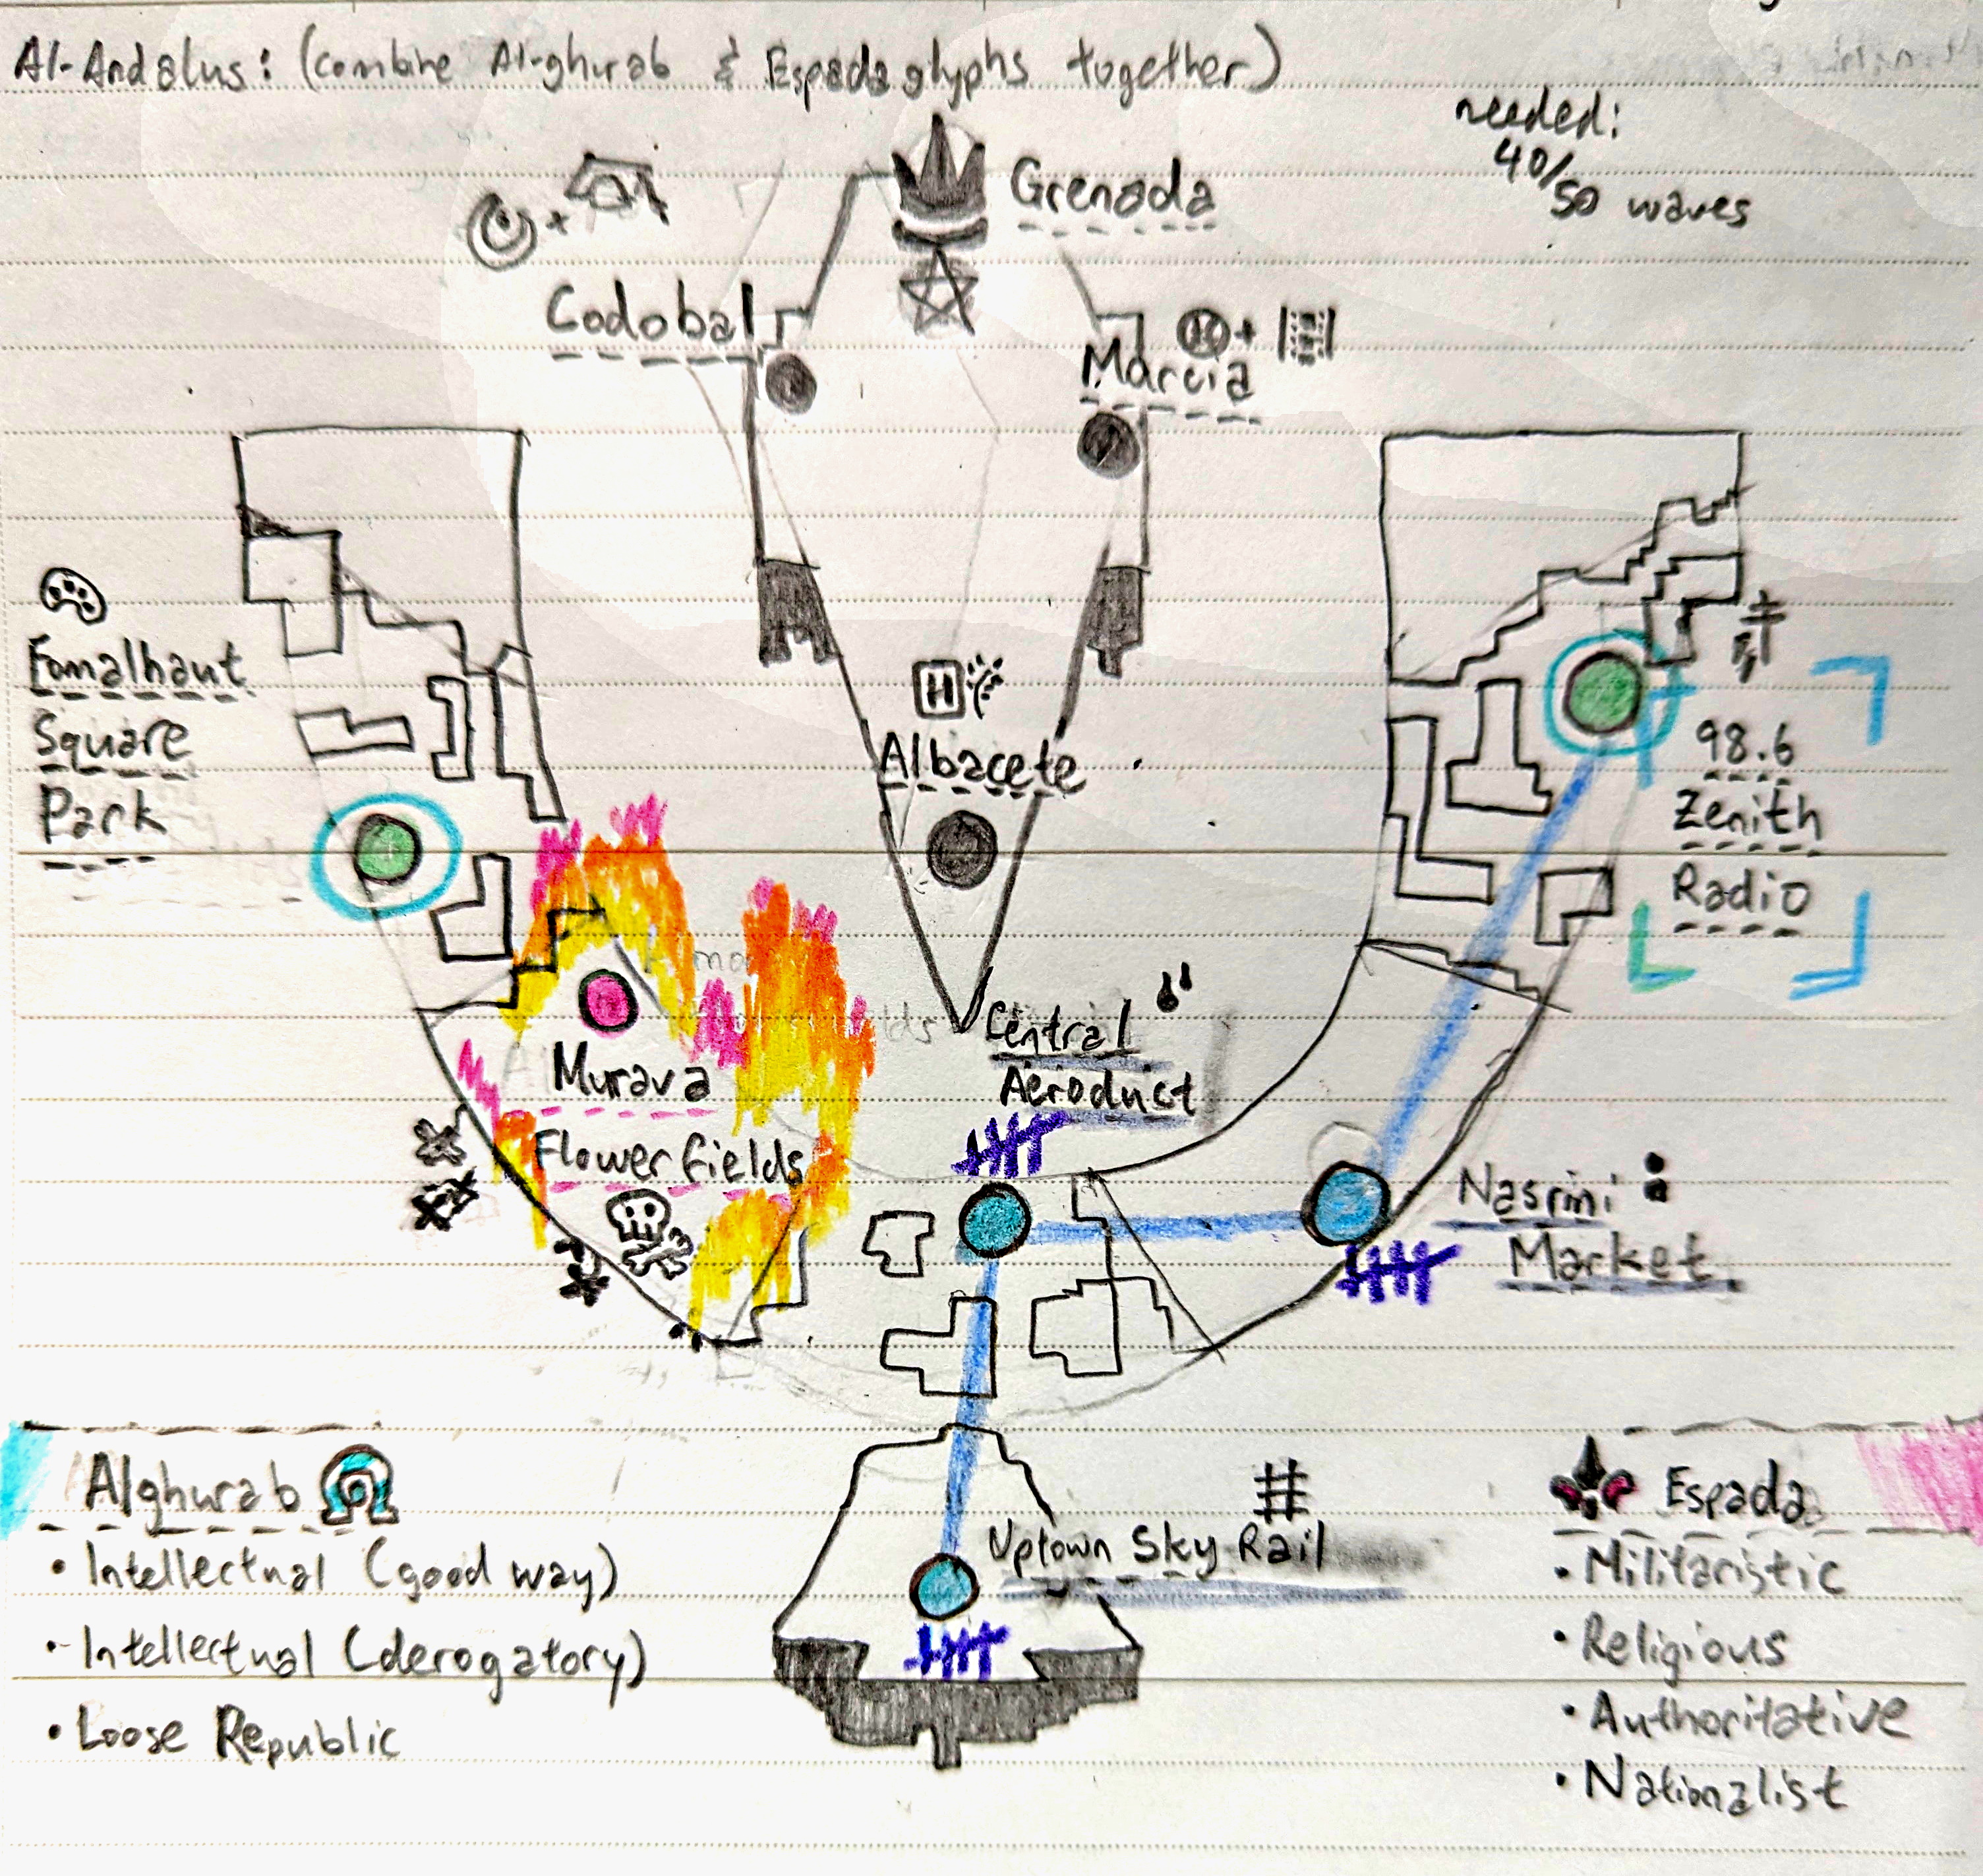 Al-Andalus: (combine Al-ghurab & Espada glyphs together)
needed:
40/50 waves
Grenada
Codobal
Marcia
Fomalhaut
Square
Park
H
Albacete
98.6
Zenith
Radio
Central
Aeroduct
Murava
Flower fields
Nasrini
Market
Uptown Sky Rail
#
Alghurab
• Intellectual (good way)
• Intellectual (derogatory)
• Loose Republic
Espada
• Militaristic
• Religious
• Authoritative
• Nationalist